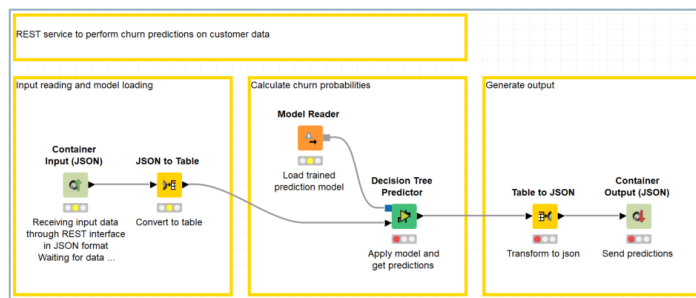 REST service to perform churn predictions on customer data
Input reading and model loading
Container
Input (JSON)
JSON to Table
Receiving input data
through REST interface
in JSON format
Waiting for data ...
Convert to table
Calculate churn probabilities
Model Reader
Load trained
prediction model
Decision Tree
Predictor
Apply model and
get predictions
Generate output
Table to JSON
Transform to json
Container
Output (JSON)
Send predictions